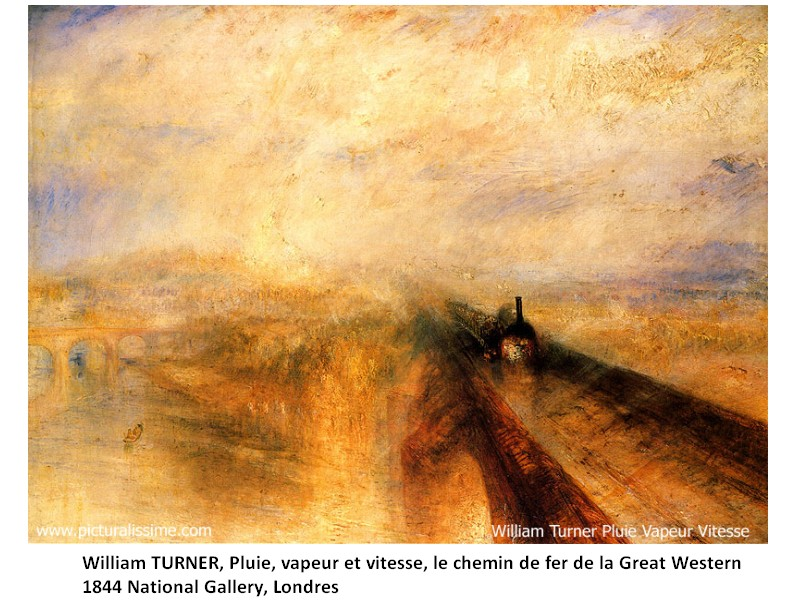 www.picturalissime.com
William Turner Pluie Vapeur Vitesse
William TURNER, Pluie, vapeur et vitesse, le chemin de fer de la Great Western
1844 National Gallery, Londres